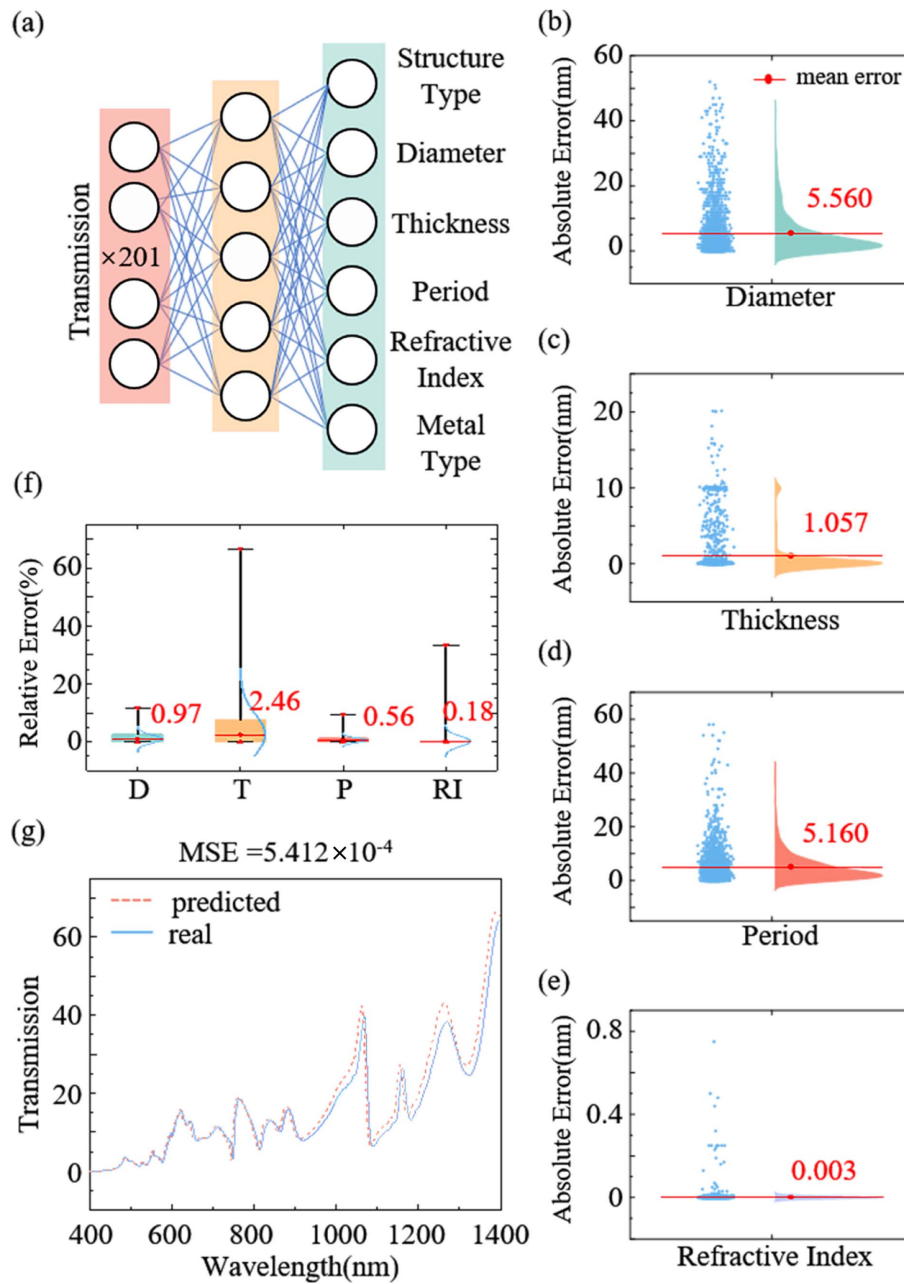 (a)
Transmission
×201
Structure
Type
Diameter
Thickness
Period
Refractive
Index
Metal
Type
(b)
60
40
20
0
Absolute Error(nm)
mean error
5.560
Diameter
(c)
20
10
0
Absolute Error(nm)
1.057
Thickness
(d)
60
40
20
0
Absolute Error(nm)
5.160
Period
(e)
0.8
0.4
0
Absolute Error(nm)
0.003
Refractive Index
(f)
60
40
20
0
Relative Error(%)
0.97
2.46
0.56
0.18
D T P RI
(g)
MSE =5.412×10⁻⁴
predicted
real
60
40
20
0
Transmission
400 600 800 1000 1200 1400
Wavelength(nm)